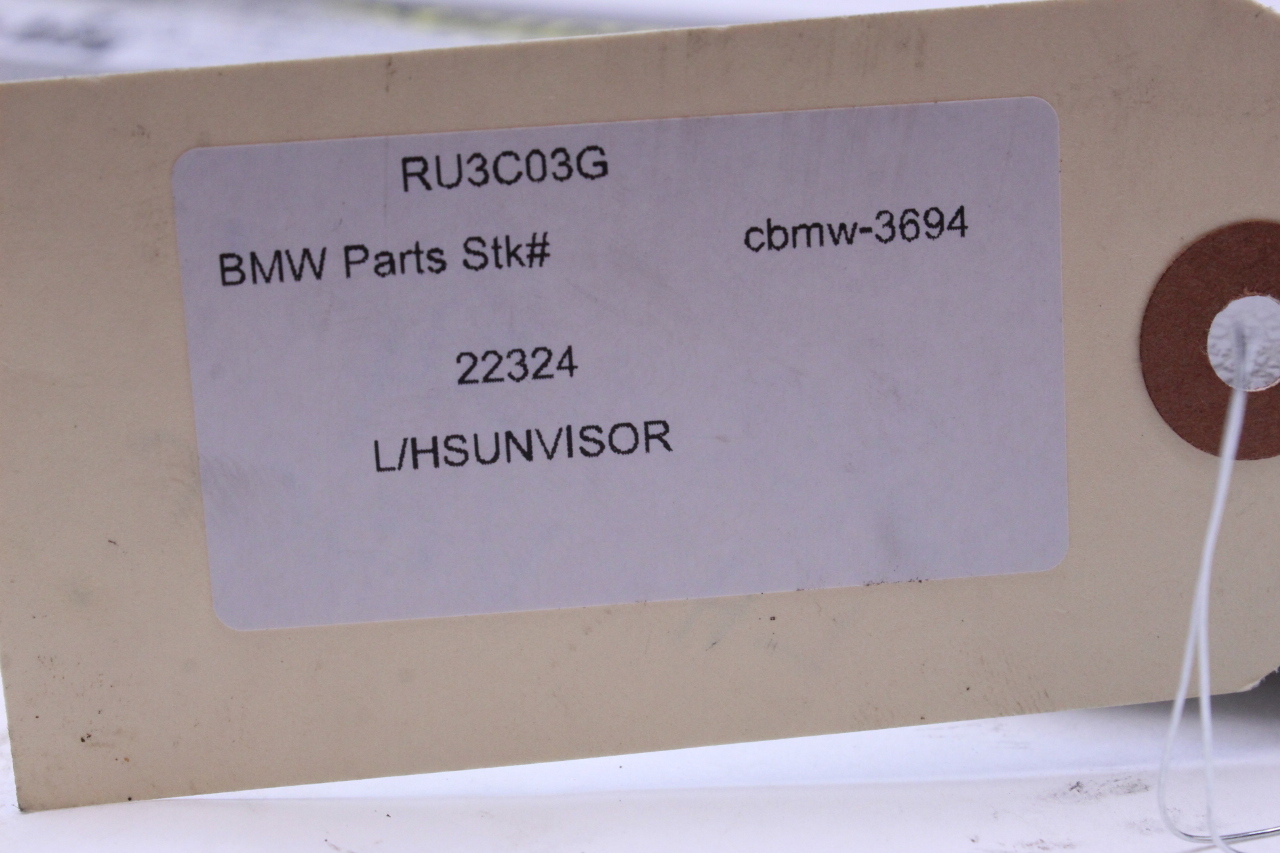 RU3C03G
BMW Parts Stk# cbmw-3694
22324
L/HSUNVISOR